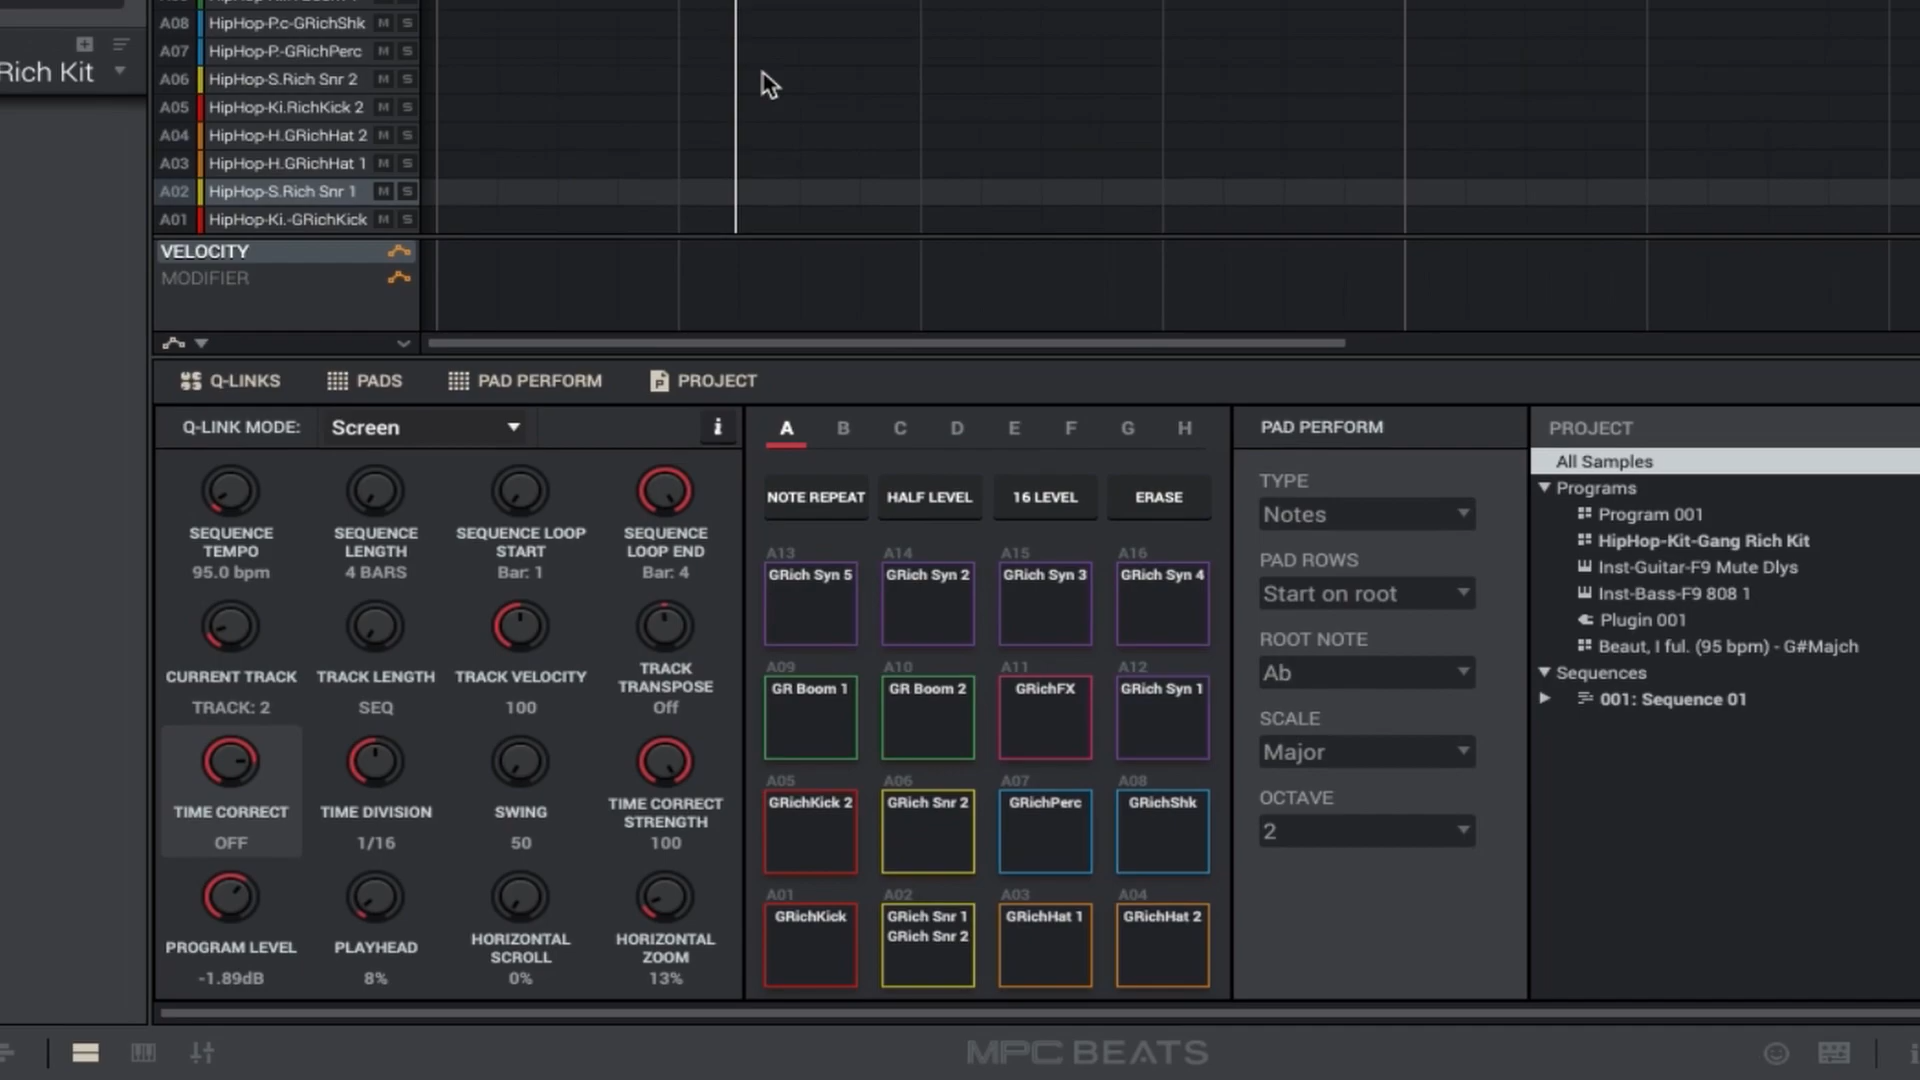 A08 HipHop-P.c-GRichShk M S
A07 HipHop-P.-GRichPerc M S
Rich Kit
A06 HipHop-S.Rich Snr 2 M S
A05 HipHop-Ki.RichKick 2 M S
A04 HipHop-H.GRichHat 2 M S
A03 HipHop-H.GRichHat 1 M S
A02 HipHop-S.Rich Snr 1 M S
A01 HipHop-Ki.-GRichKick M S
VELOCITY
MODIFIER
Q-LINKS PADS PAD PERFORM PROJECT
Q-LINK MODE: Screen i
SEQUENCE TEMPO
95.0 bpm
SEQUENCE LENGTH
4 BARS
SEQUENCE LOOP START
Bar: 1
SEQUENCE LOOP END
Bar: 4
CURRENT TRACK
TRACK: 2
TRACK LENGTH
SEQ
TRACK VELOCITY
100
TRACK TRANSPOSE
Off
TIME CORRECT
OFF
TIME DIVISION
1/16
SWING
50
TIME CORRECT STRENGTH
100
PROGRAM LEVEL
-1.89dB
PLAYHEAD
8%
HORIZONTAL SCROLL
0%
HORIZONTAL ZOOM
13%
A B C D E F G H
NOTE REPEAT HALF LEVEL 16 LEVEL ERASE
A13 A14 A15 A16
GRich Syn 5 GRich Syn 2 GRich Syn 3 GRich Syn 4
A09 A10 A11 A12
GR Boom 1 GR Boom 2 GRichFX GRich Syn 1
A05 A06 A07 A08
GRichKick 2 GRich Snr 2 GRichPerc GRichShk
A01 A02 A03 A04
GRichKick GRich Snr 1 GRichHat 1 GRichHat 2
GRich Snr 2
PAD PERFORM
TYPE
Notes
PAD ROWS
Start on root
ROOT NOTE
Ab
SCALE
Major
OCTAVE
2
PROJECT
All Samples
Programs
Program 001
HipHop-Kit-Gang Rich Kit
Inst-Guitar-F9 Mute Dlys
Inst-Bass-F9 808 1
Plugin 001
Beaut, I ful. (95 bpm) - G#Majch
Sequences
001: Sequence 01
MPC BEATS